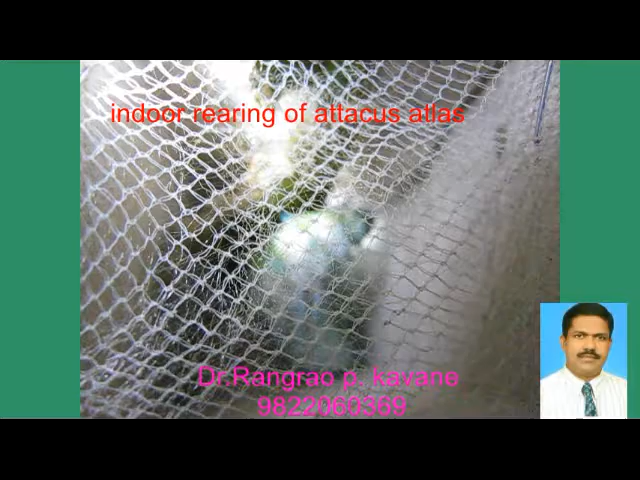 indoor rearing of attacus atlas
Dr.Rangrao p. kavane
9822060369